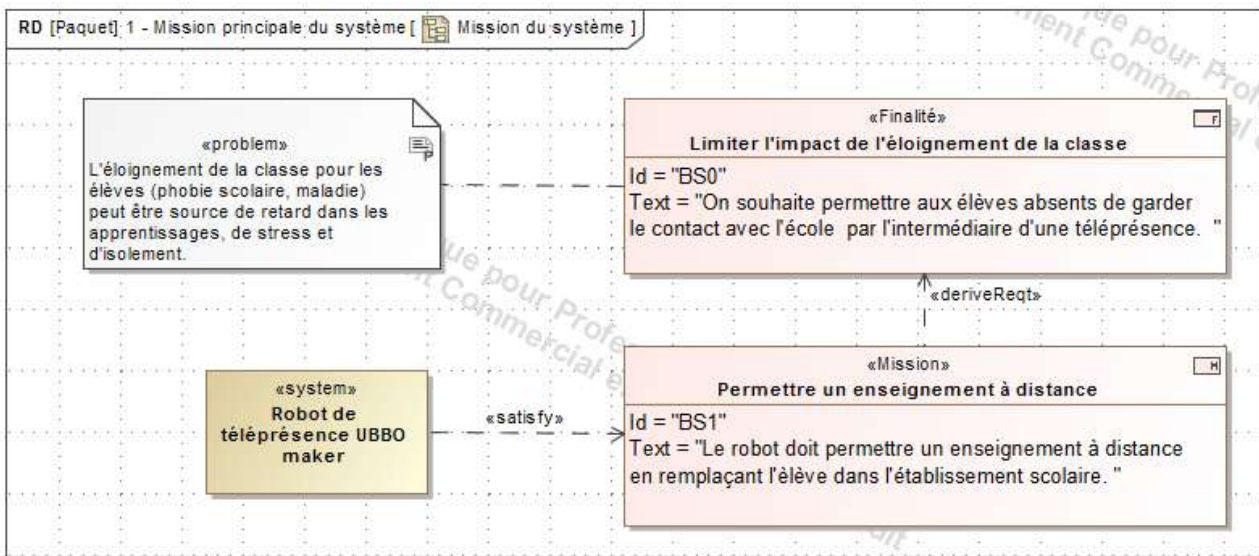 RD [Paquet] 1 - Mission principale du système [ Mission du système ]
«problem»
L'éloignement de la classe pour les
élèves (phobie scolaire, maladie)
peut être source de retard dans les
apprentissages, de stress et
d'isolement.
P
«Finalité»
F
Limiter l'impact de l'éloignement de la classe
Id = "BS0"
Text = "On souhaite permettre aux élèves absents de garder
le contact avec l'école par l'intermédiaire d'une téléprésence. "
«deriveReqt»
«system»
Robot de
téléprésence UBBO
maker
«satisfy»
«Mission»
M
Permettre un enseignement à distance
Id = "BS1"
Text = "Le robot doit permettre un enseignement à distance
en remplaçant l'èlève dans l'établissement scolaire. "